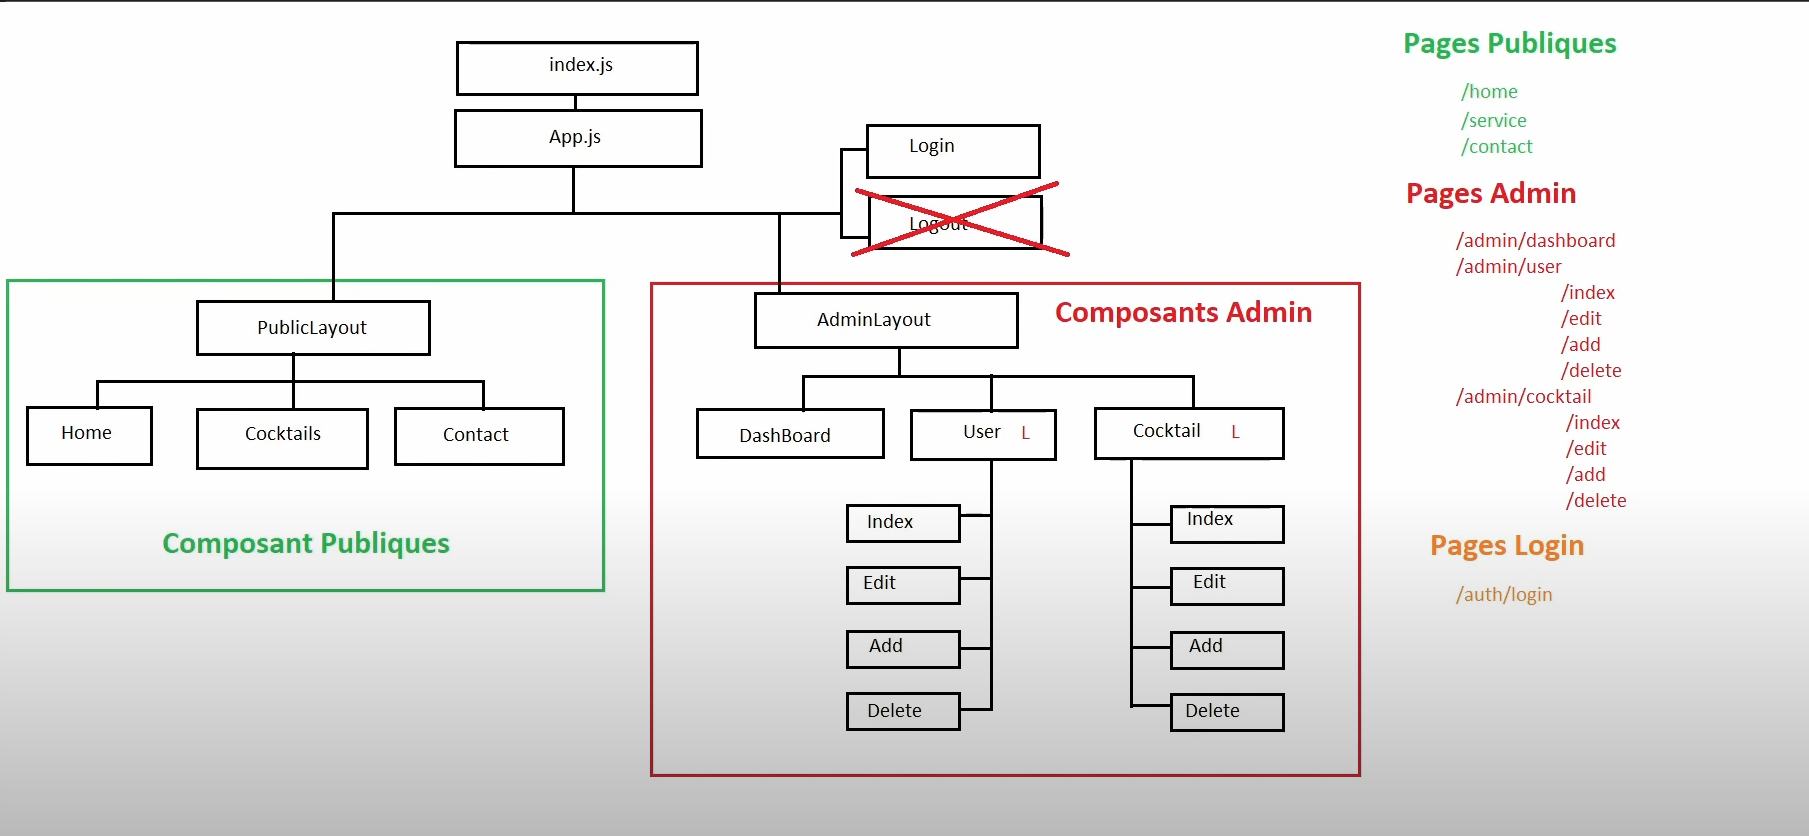 index.js
App.js
Login
Logout
PublicLayout
Home
Cocktails
Contact
Composant Publiques
AdminLayout
Composants Admin
DashBoard
User L
Cocktail L
Index
Edit
Add
Delete
Index
Edit
Add
Delete
Pages Publiques
/home
/service
/contact
Pages Admin
/admin/dashboard
/admin/user
/index
/edit
/add
/delete
/admin/cocktail
/index
/edit
/add
/delete
Pages Login
/auth/login